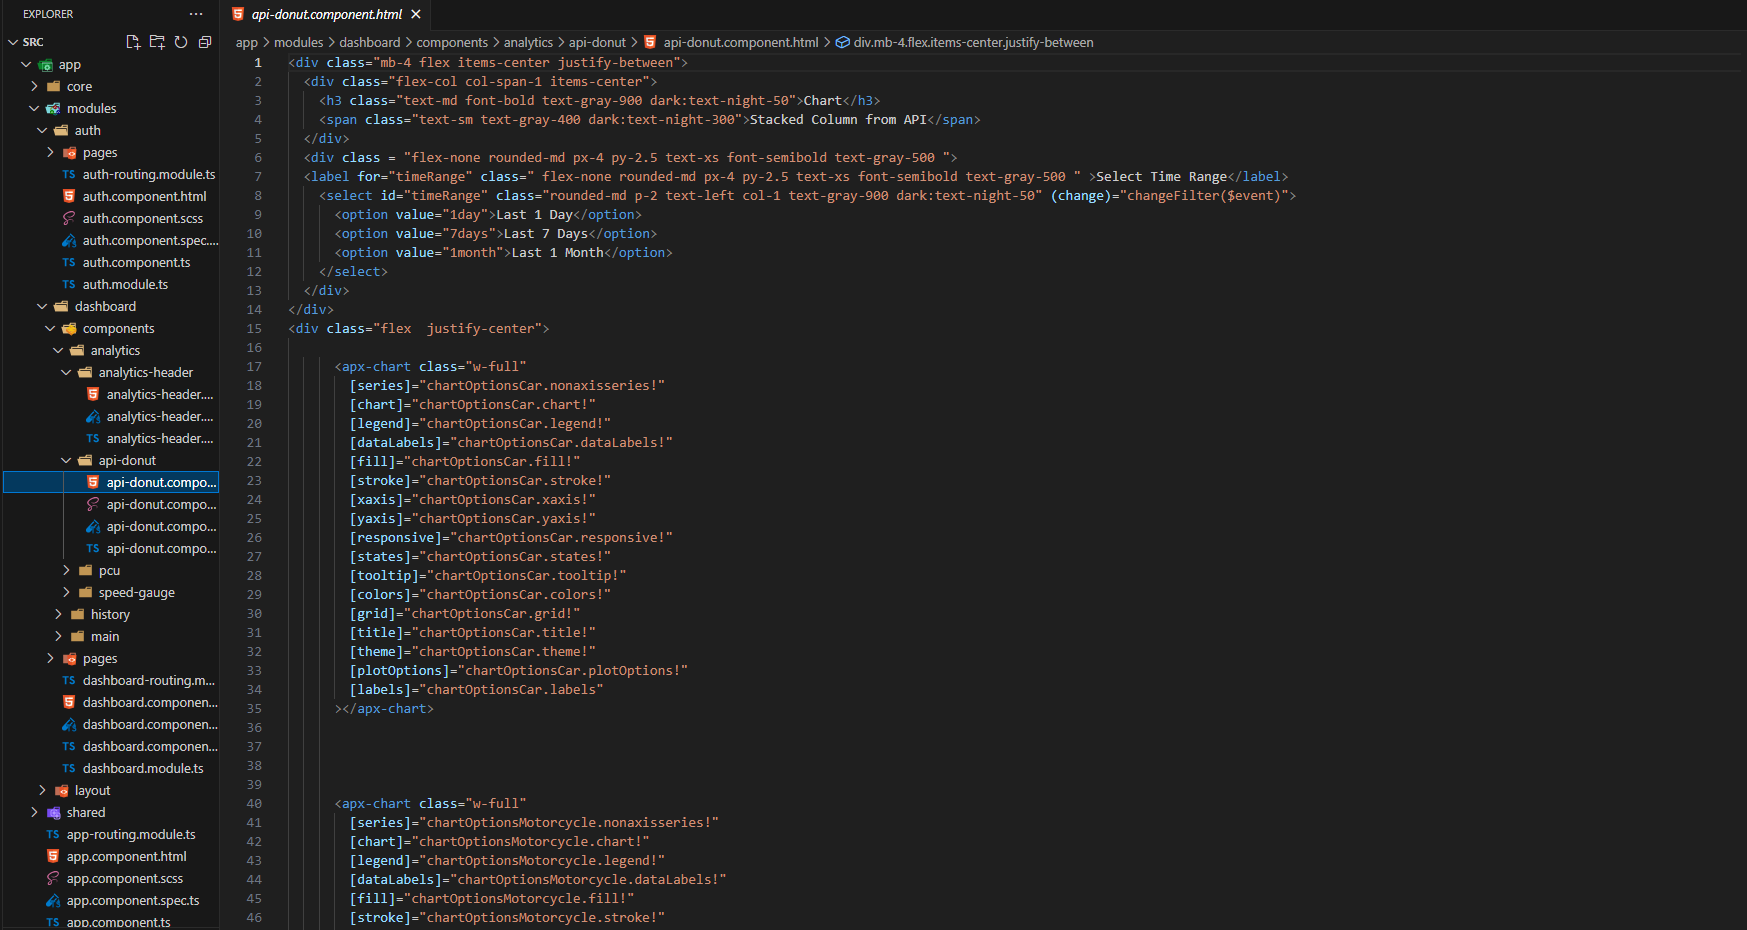 EXPLORER
SRC
app
core
modules
auth
pages
TS auth-routing.module.ts
auth.component.html
auth.component.scss
auth.component.spec....
TS auth.component.ts
TS auth.module.ts
dashboard
components
analytics
analytics-header
analytics-header....
analytics-header....
TS analytics-header....
api-donut
api-donut.compo...
api-donut.compo...
api-donut.compo...
TS api-donut.compo...
pcu
speed-gauge
history
main
pages
TS dashboard-routing.m...
dashboard.componen...
dashboard.componen...
TS dashboard.componen...
TS dashboard.module.ts
layout
shared
TS app-routing.module.ts
app.component.html
app.component.scss
app.component.spec.ts
TS app.component.ts
api-donut.component.html
app > modules > dashboard > components > analytics > api-donut > api-donut.component.html > div.mb-4.flex.items-center.justify-between
1 <div class="mb-4 flex items-center justify-between">
2 <div class="flex-col col-span-1 items-center">
3 <h3 class="text-md font-bold text-gray-900 dark:text-night-50">Chart</h3>
4 <span class="text-sm text-gray-400 dark:text-night-300">Stacked Column from API</span>
5 </div>
6 <div class = "flex-none rounded-md px-4 py-2.5 text-xs font-semibold text-gray-500 ">
7 <label for="timeRange" class=" flex-none rounded-md px-4 py-2.5 text-xs font-semibold text-gray-500 " >Select Time Range</label>
8 <select id="timeRange" class="rounded-md p-2 text-left col-1 text-gray-900 dark:text-night-50" (change)="changeFilter($event)">
9 <option value="1day">Last 1 Day</option>
10 <option value="7days">Last 7 Days</option>
11 <option value="1month">Last 1 Month</option>
12 </select>
13 </div>
14 </div>
15 <div class="flex  justify-center">
16
17 <apx-chart class="w-full"
18 [series]="chartOptionsCar.nonaxisseries!"
19 [chart]="chartOptionsCar.chart!"
20 [legend]="chartOptionsCar.legend!"
21 [dataLabels]="chartOptionsCar.dataLabels!"
22 [fill]="chartOptionsCar.fill!"
23 [stroke]="chartOptionsCar.stroke!"
24 [xaxis]="chartOptionsCar.xaxis!"
25 [yaxis]="chartOptionsCar.yaxis!"
26 [responsive]="chartOptionsCar.responsive!"
27 [states]="chartOptionsCar.states!"
28 [tooltip]="chartOptionsCar.tooltip!"
29 [colors]="chartOptionsCar.colors!"
30 [grid]="chartOptionsCar.grid!"
31 [title]="chartOptionsCar.title!"
32 [theme]="chartOptionsCar.theme!"
33 [plotOptions]="chartOptionsCar.plotOptions!"
34 [labels]="chartOptionsCar.labels"
35 ></apx-chart>
36
37
38
39
40 <apx-chart class="w-full"
41 [series]="chartOptionsMotorcycle.nonaxisseries!"
42 [chart]="chartOptionsMotorcycle.chart!"
43 [legend]="chartOptionsMotorcycle.legend!"
44 [dataLabels]="chartOptionsMotorcycle.dataLabels!"
45 [fill]="chartOptionsMotorcycle.fill!"
46 [stroke]="chartOptionsMotorcycle.stroke!"